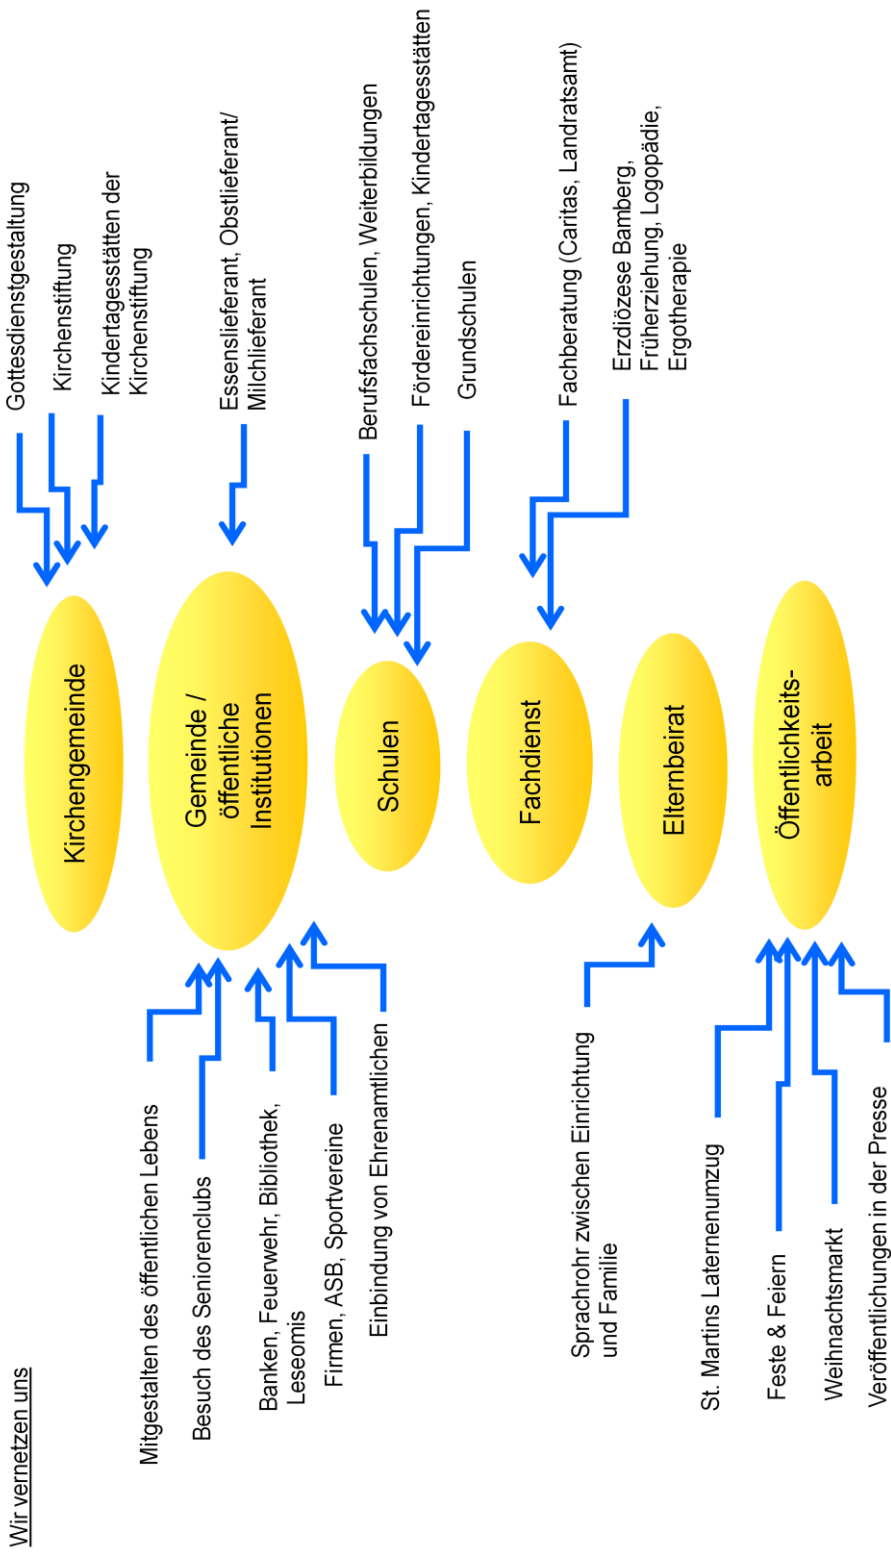 Wir vernetzen uns
Gottesdienstgestaltung
Kirchenstiftung
Kindertagesstätten der
Kirchenstiftung
Kirchengemeinde
Mitgestalten des öffentlichen Lebens
Besuch des Seniorenclubs
Banken, Feuerwehr, Bibliothek,
Leseomis
Firmen, ASB, Sportvereine
Einbindung von Ehrenamtlichen
Gemeinde /
öffentliche
Institutionen
Essenslieferant, Obstlieferant/
Milchlieferant
Schulen
Berufsfachschulen, Weiterbildungen
Fördereinrichtungen, Kindertagesstätten
Grundschulen
Fachdienst
Fachberatung (Caritas, Landratsamt)
Erzdiözese Bamberg,
Früherziehung, Logopädie,
Ergotherapie
Sprachrohr zwischen Einrichtung
und Familie
Elternbeirat
St. Martins Laternenumzug
Feste & Feiern
Weihnachtsmarkt
Veröffentlichungen in der Presse
Öffentlichkeits-
arbeit